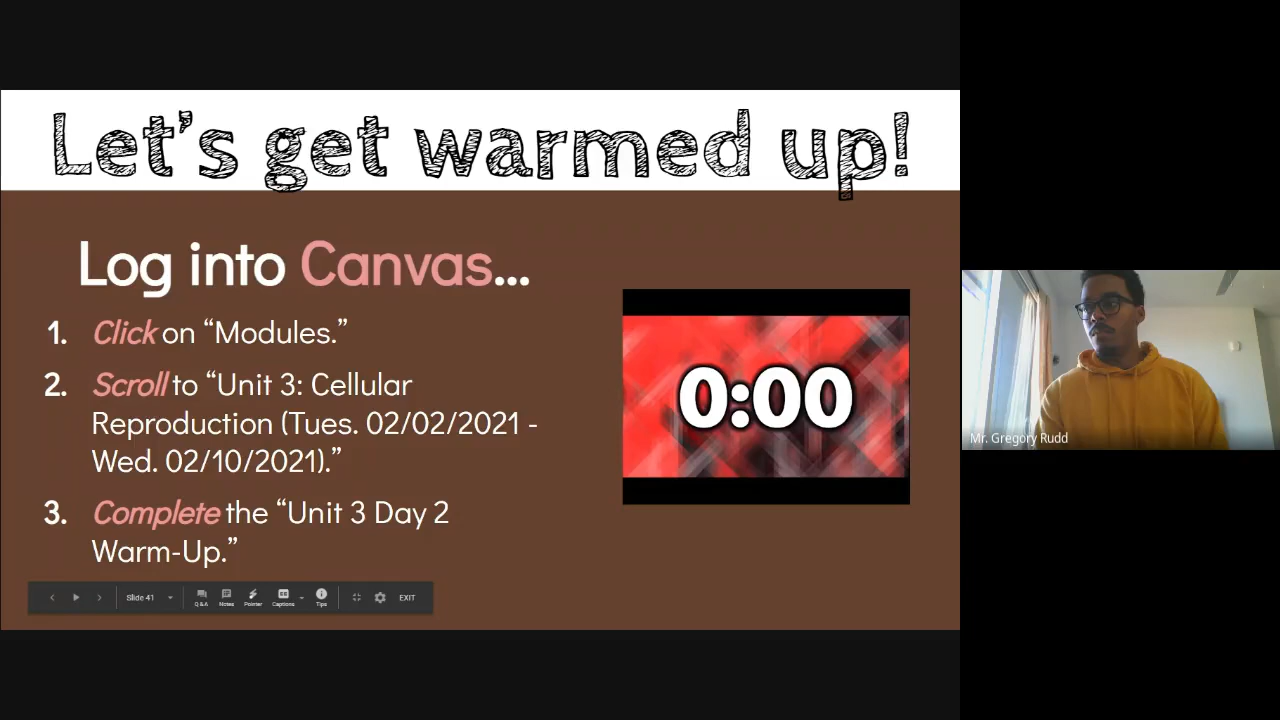 Let's get warmed up!
Log into Canvas...
1. Click on “Modules.”
2. Scroll to “Unit 3: Cellular
Reproduction (Tues. 02/02/2021 -
Wed. 02/10/2021).”
3. Complete the “Unit 3 Day 2
Warm-Up.”
0:00
Mr. Gregory Rudd
Slide 41
Q&A Notes Pointer Captions Tips EXIT